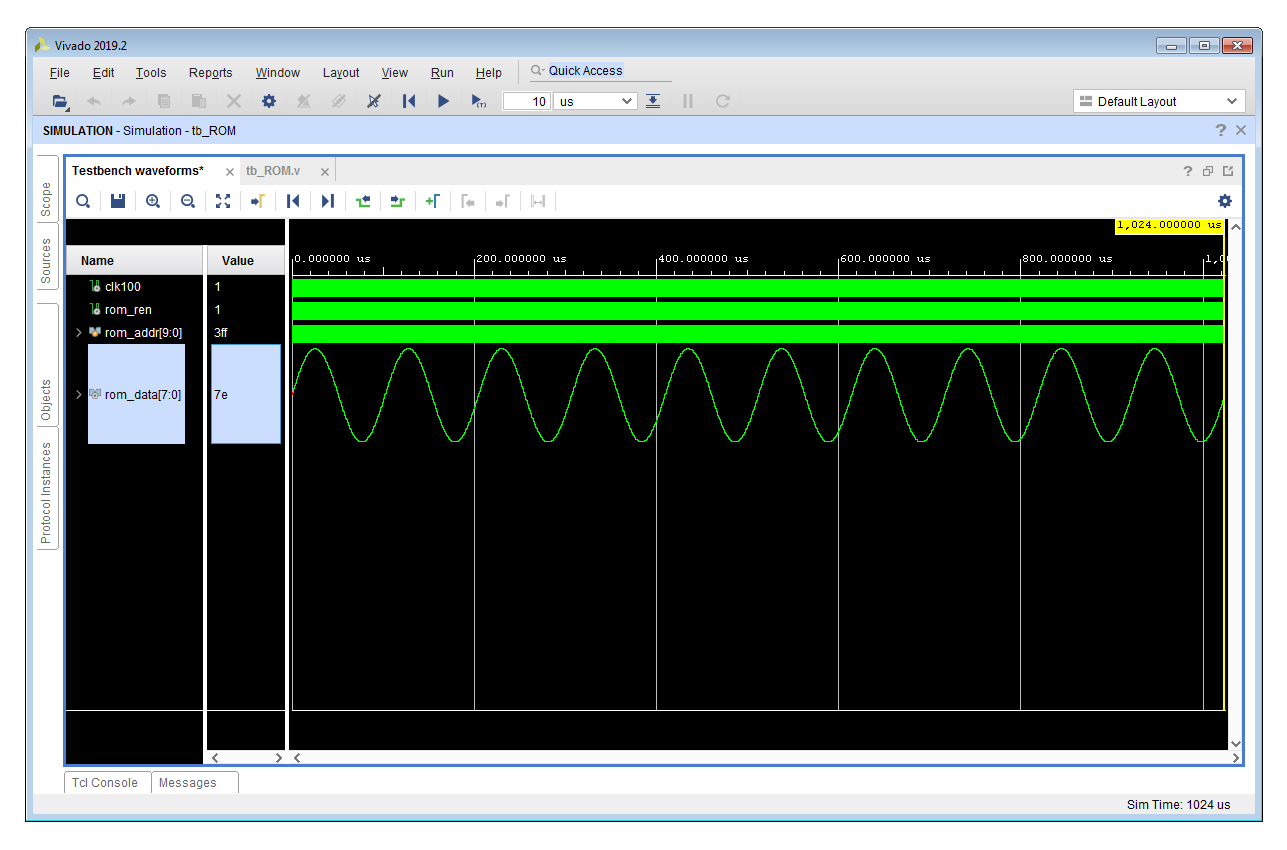 Vivado 2019.2
File Edit Tools Reports Window Layout View Run Help Quick Access
(T) 10 us Default Layout
SIMULATION - Simulation - tb_ROM ?
Scope
Sources
Objects
Protocol Instances
Testbench waveforms* tb_ROM.v ?
1,024.000000 us
Name Value
0.000000 us 200.000000 us 400.000000 us 600.000000 us 800.000000 us 1,0
clk100 1
rom_ren 1
rom_addr[9:0] 3ff
rom_data[7:0] 7e
Tcl Console Messages
Sim Time: 1024 us